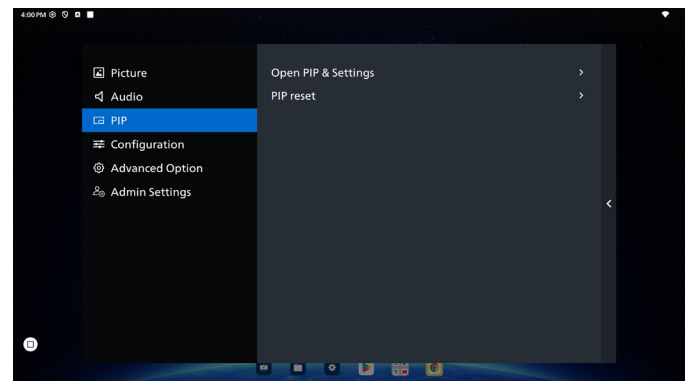 4:00 PM
Picture
Audio
PIP
Configuration
Advanced Option
Admin Settings
Open PIP & Settings
PIP reset